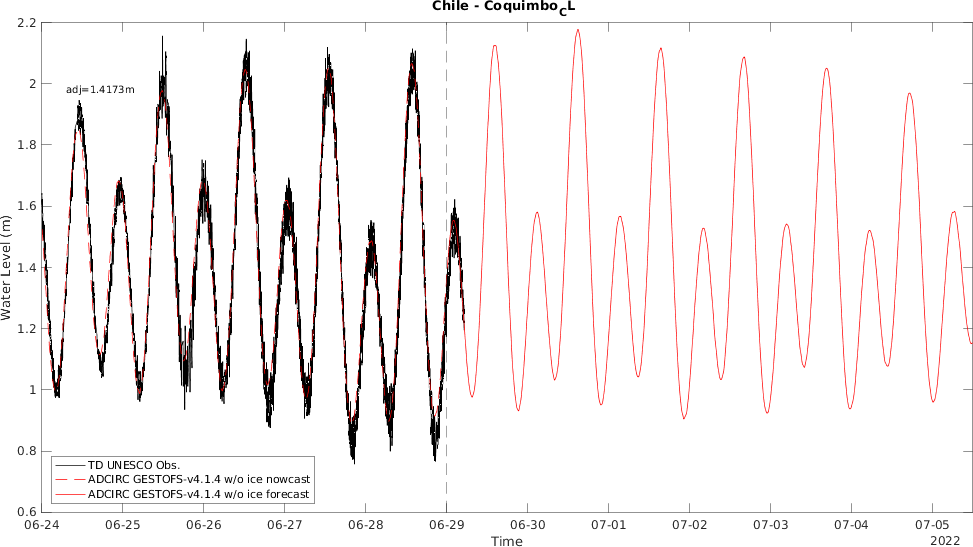 Chile - CoquimboCL
2.2
2
1.8
1.6
1.4
1.2
1
0.8
0.6
Water Level (m)
adj=1.4173m
TD UNESCO Obs.
ADCIRC GESTOFS-v4.1.4 w/o ice nowcast
ADCIRC GESTOFS-v4.1.4 w/o ice forecast
06-24 06-25 06-26 06-27 06-28 06-29 06-30 07-01 07-02 07-03 07-04 07-05
Time
2022